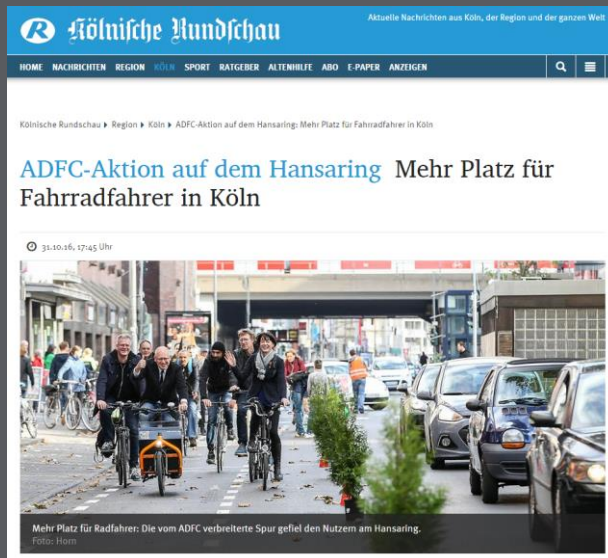 R Kölnische Rundschau
Aktuelle Nachrichten aus Köln, der Region und der ganzen Welt
HOME NACHRICHTEN REGION KÖLN SPORT RATGEBER ALTENHILFE ABO E-PAPER ANZEIGEN
Kölnische Rundschau Region Köln ADFC-Aktion auf dem Hansaring: Mehr Platz für Fahrradfahrer in Köln
ADFC-Aktion auf dem Hansaring Mehr Platz für
Fahrradfahrer in Köln
31.10.16, 17:45 Uhr
Mehr Platz für Radfahrer: Die vom ADFC verbreiterte Spur gefiel den Nutzern am Hansaring.
Foto: Horn